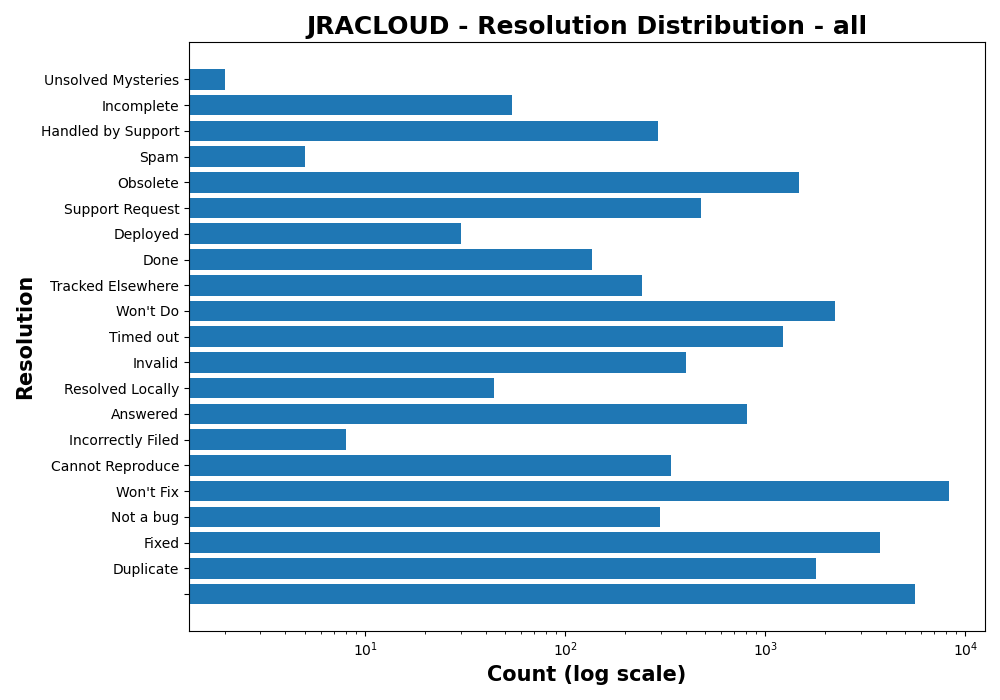 JRACLOUD - Resolution Distribution - all
Resolution
Unsolved Mysteries
Incomplete
Handled by Support
Spam
Obsolete
Support Request
Deployed
Done
Tracked Elsewhere
Won't Do
Timed out
Invalid
Resolved Locally
Answered
Incorrectly Filed
Cannot Reproduce
Won't Fix
Not a bug
Fixed
Duplicate
10¹ 10² 10³ 10⁴
Count (log scale)